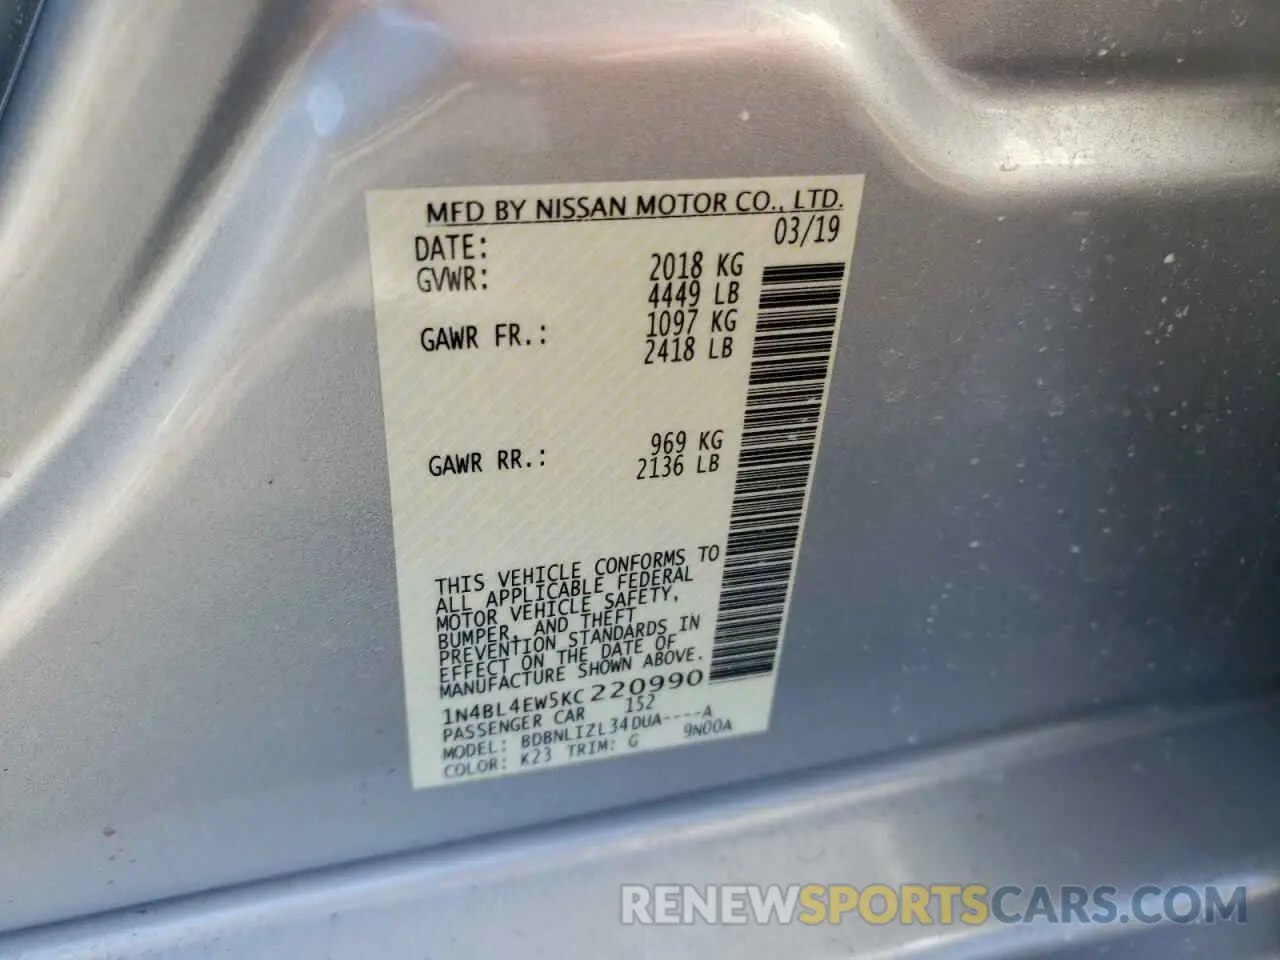 MFD BY NISSAN MOTOR CO., LTD.
DATE: 03/19
GVWR: 2018 KG
4449 LB
GAWR FR.: 1097 KG
2418 LB
GAWR RR.: 969 KG
2136 LB
THIS VEHICLE CONFORMS TO
ALL APPLICABLE FEDERAL
MOTOR VEHICLE SAFETY,
BUMPER, AND THEFT
PREVENTION STANDARDS IN
EFFECT ON THE DATE OF
MANUFACTURE SHOWN ABOVE.
1N4BL4EW5KC220990
PASSENGER CAR 152
MODEL: BDBNLIZL34DUA----A
COLOR: K23 TRIM: G 9N00A
RENEWSPORTSCARS.COM